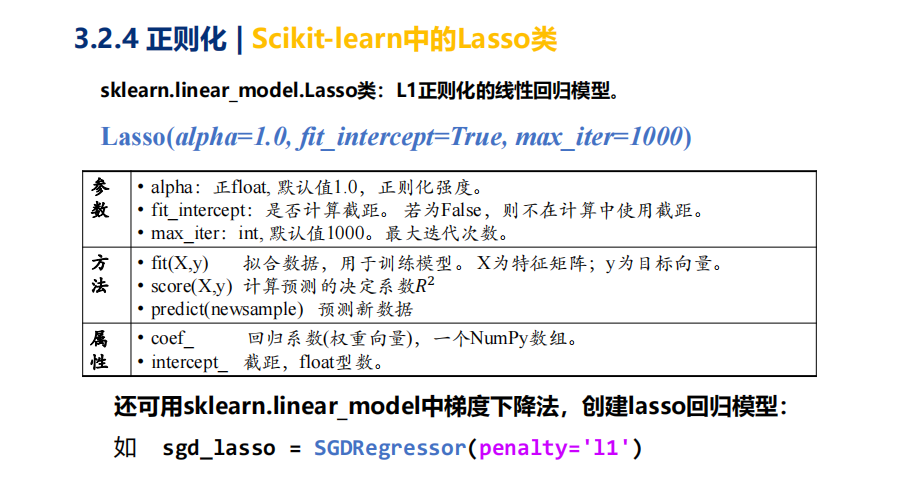 3.2.4 正则化 | Scikit-learn中的Lasso类
sklearn.linear_model.Lasso类：L1正则化的线性回归模型。
Lasso(alpha=1.0, fit_intercept=True, max_iter=1000)
参数
• alpha：正float, 默认值1.0，正则化强度。
• fit_intercept：是否计算截距。 若为False，则不在计算中使用截距。
• max_iter：int, 默认值1000。最大迭代次数。
方法
• fit(X,y) 拟合数据，用于训练模型。 X为特征矩阵；y为目标向量。
• score(X,y) 计算预测的决定系数R²
• predict(newsample) 预测新数据
属性
• coef_ 回归系数(权重向量)，一个NumPy数组。
• intercept_ 截距，float型数。
还可用sklearn.linear_model中梯度下降法，创建lasso回归模型：
如 sgd_lasso = SGDRegressor(penalty='l1')